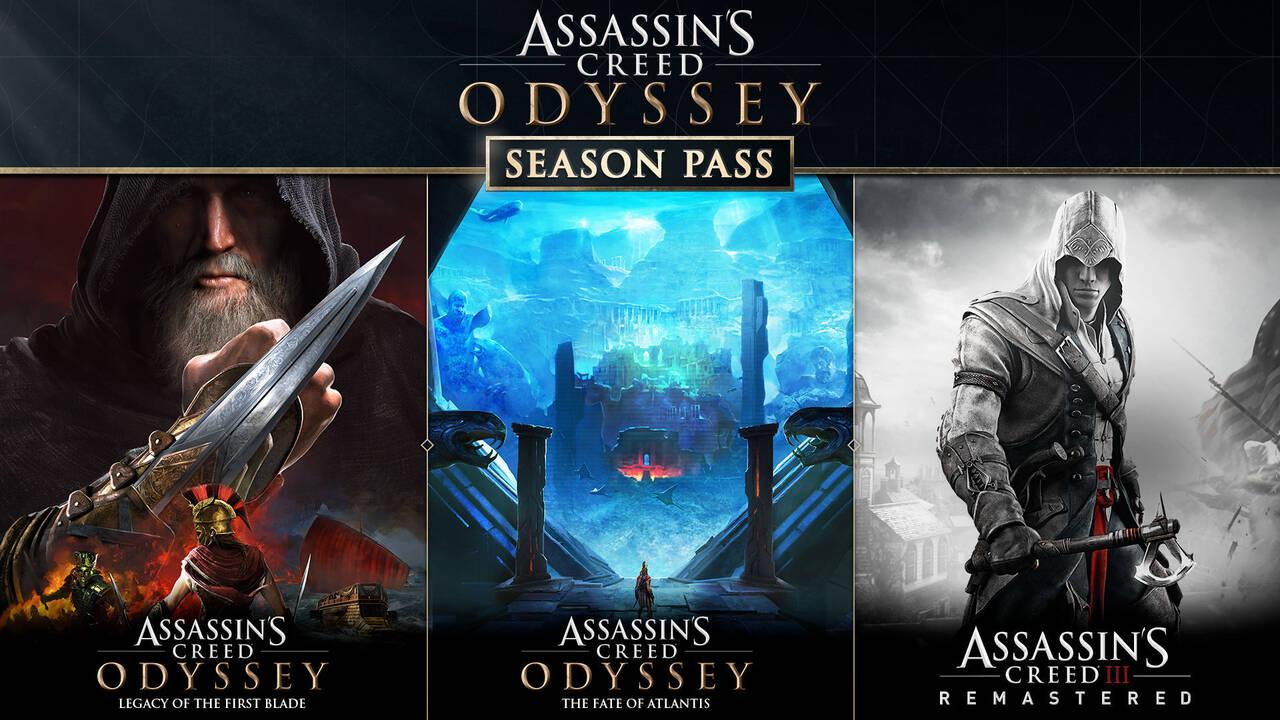 ASSASSIN'S
CREED
ODYSSEY
SEASON PASS
ASSASSIN'S
CREED
ODYSSEY
LEGACY OF THE FIRST BLADE
ASSASSIN'S
CREED
ODYSSEY
THE FATE OF ATLANTIS
ASSASSIN'S
CREED III
REMASTERED